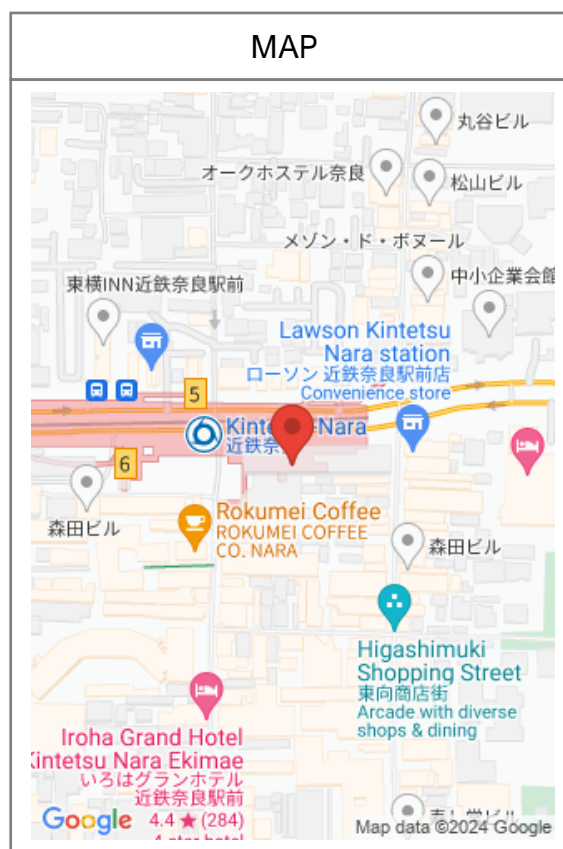 MAP
丸谷ビル
オークホステル奈良
松山ビル
メゾン・ド・ボヌール
中小企業会館
東横INN近鉄奈良駅前
Lawson Kintetsu
Nara station
ローソン 近鉄奈良駅前店
Convenience store
5
Nara
近鉄奈
6
森田ビル
Rokumei Coffee
ROKUMEI COFFEE
CO. NARA
森田ビル
Higashimuki
Shopping Street
東向商店街
Arcade with diverse
shops & dining
Iroha Grand Hotel
Kintetsu Nara Ekimae
いろはグランホテル
近鉄奈良駅前
4.4 ★ (284)
Google
Map data ©2024 Google